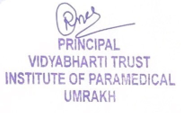 PRINCIPAL
VIDYABHARTI TRUST
INSTITUTE OF PARAMEDICAL
UMRAKH